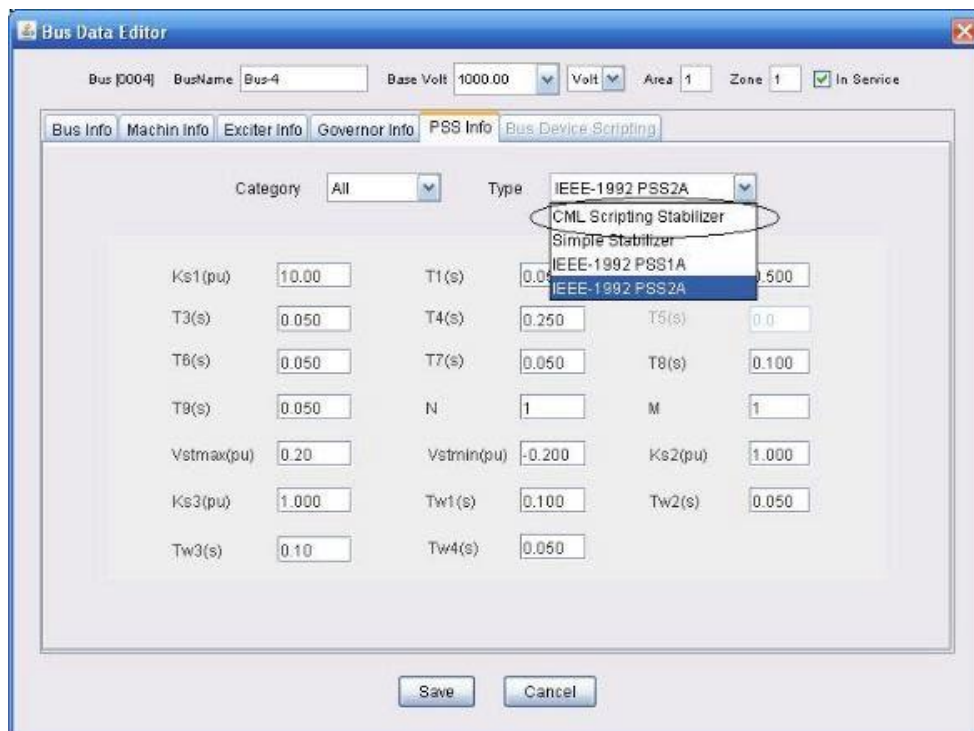 Bus Data Editor
Bus [0004] BusName Bus-4 Base Volt 1000.00 Volt Area 1 Zone 1 In Service
Bus Info Machin Info Exciter Info Governor Info PSS Info Bus Device Scripting
Category All Type IEEE-1992 PSS2A
CML Scripting Stabilizer
Simple Stabilizer
IEEE-1992 PSS1A
IEEE-1992 PSS2A
Ks1(pu) 10.00 T1(s) .500
T3(s) 0.050 T4(s) 0.250 T5(s) 0.0
T6(s) 0.050 T7(s) 0.050 T8(s) 0.100
T9(s) 0.050 N 1 M 1
Vstmax(pu) 0.20 Vstmin(pu) -0.200 Ks2(pu) 1.000
Ks3(pu) 1.000 Tw1(s) 0.100 Tw2(s) 0.050
Tw3(s) 0.10 Tw4(s) 0.050
Save Cancel